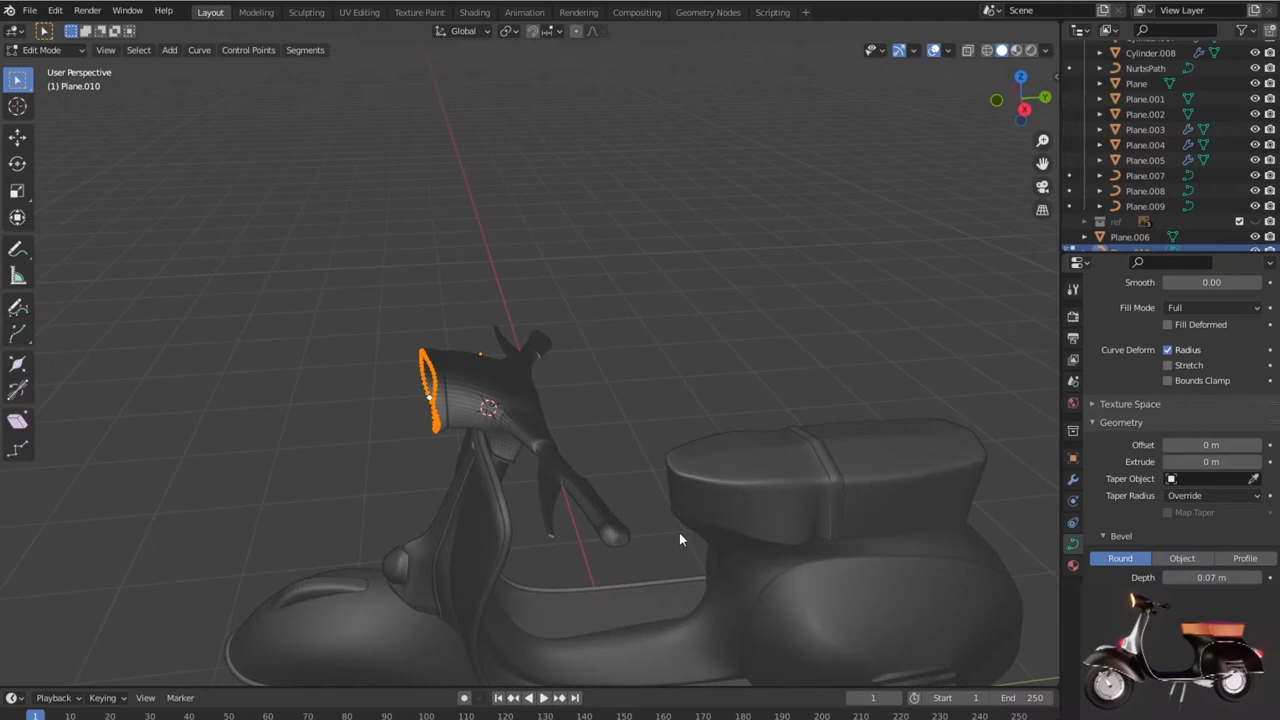 File Edit Render Window Help Layout Modeling Sculpting UV Editing Texture Paint Shading Animation Rendering Compositing Geometry Nodes Scripting + Scene View Layer
Global
Edit Mode View Select Add Curve Control Points Segments
User Perspective
(1) Plane.010
Z
Y
X
Cylinder.008
NurbsPath
Plane
Plane.001
Plane.002
Plane.003
Plane.004
Plane.005
Plane.007
Plane.008
Plane.009
ref 3
Plane.006
Smooth 0.00
Fill Mode Full
Fill Deformed
Curve Deform Radius
Stretch
Bounds Clamp
Texture Space
Geometry
Offset 0 m
Extrude 0 m
Taper Object
Taper Radius Override
Map Taper
Bevel
Round Object Profile
Depth 0.07 m
Playback Keying View Marker 1 Start 1 End 250
1 10 20 30 40 50 60 70 80 90 100 110 120 130 140 150 160 170 180 190 200 210 220 230 240 250